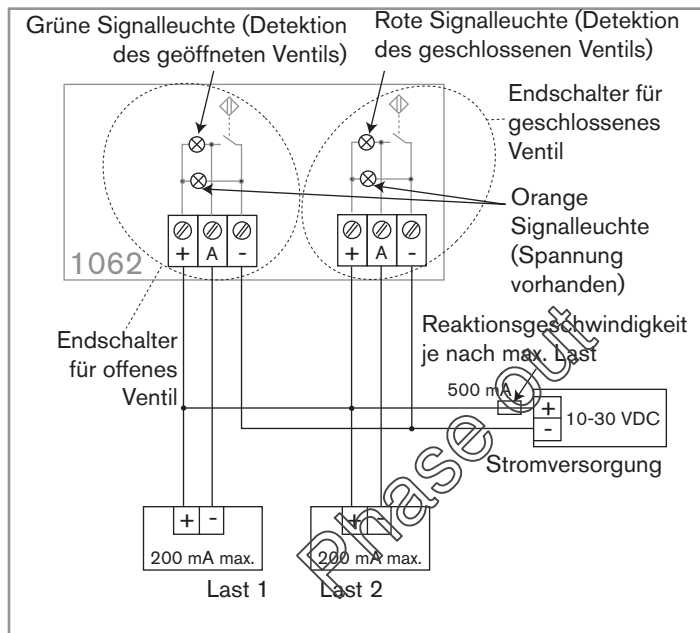 Grüne Signalleuchte (Detektion
des geöffneten Ventils)
Rote Signalleuchte (Detektion
des geschlossenen Ventils)
Endschalter für
geschlossenes
Ventil
Orange
Signalleuchte
(Spannung
vorhanden)
+ A -
+ A -
1062
Endschalter
für offenes
Ventil
Reaktionsgeschwindigkeit
je nach max. Last
500 mA
+
-
10-30 VDC
Stromversorgung
+ -
200 mA max.
Last 1
+ -
200 mA max.
Last 2
Phase out